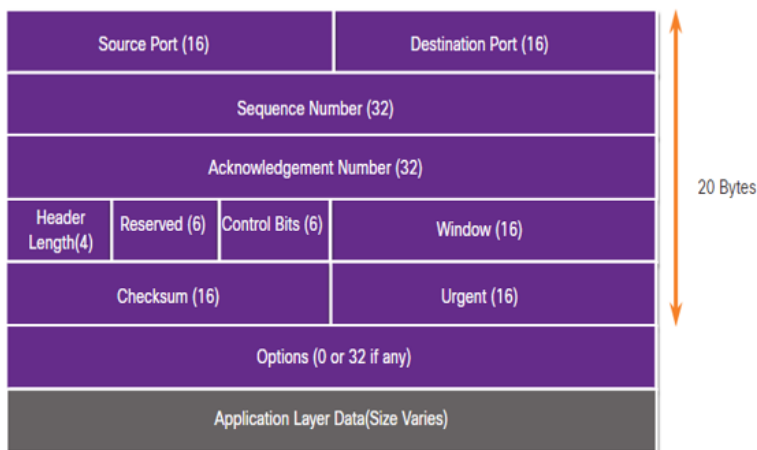 Source Port (16) Destination Port (16)
Sequence Number (32)
Acknowledgement Number (32)
20 Bytes
Header
Length(4)
Reserved (6)
Control Bits (6)
Window (16)
Checksum (16) Urgent (16)
Options (0 or 32 if any)
Application Layer Data(Size Varies)